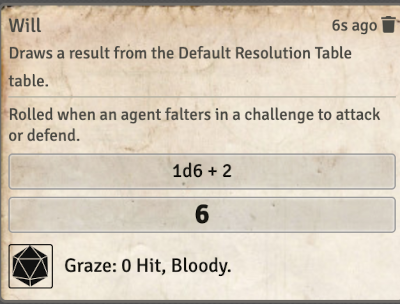 Will
6s ago
Draws a result from the Default Resolution Table
table.
Rolled when an agent falters in a challenge to attack
or defend.
1d6 + 2
6
Graze: 0 Hit, Bloody.